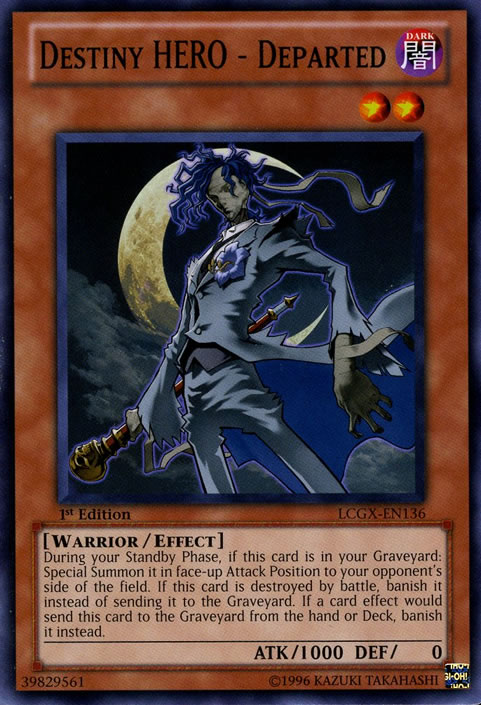 DESTINY HERO - DEPARTED
DARK
闇
1st Edition
LCGX-EN136
[WARRIOR / EFFECT]
During your Standby Phase, if this card is in your Graveyard:
Special Summon it in face-up Attack Position to your opponent's
side of the field. If this card is destroyed by battle, banish it
instead of sending it to the Graveyard. If a card effect would
send this card to the Graveyard from the hand or Deck, banish
it instead.
ATK/1000 DEF/ 0
39829561
©1996 KAZUKI TAKAHASHI